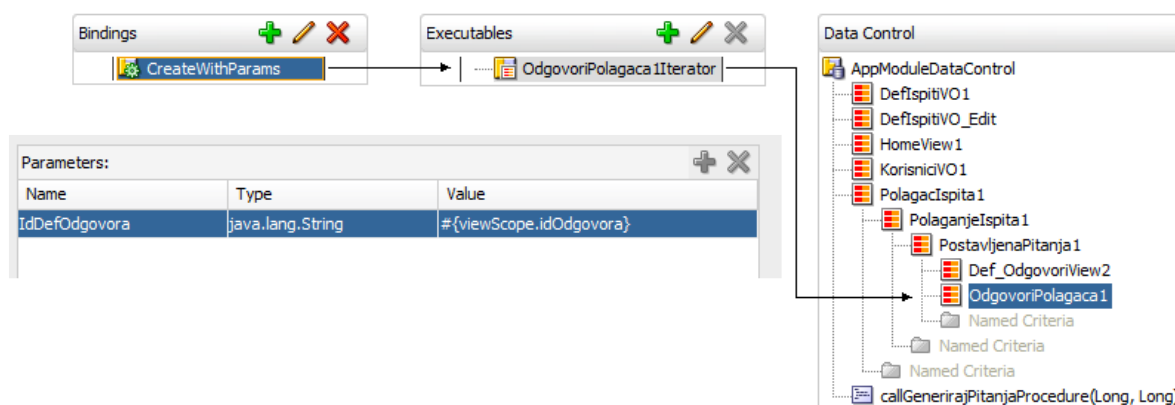 Bindings
CreateWithParams
Executables
OdgovoriPolagaca1Iterator
Parameters:
Name Type Value
IdDefOdgovora java.lang.String #{viewScope.idOdgovora}
Data Control
AppModuleDataControl
DefIspitiVO1
DefIspitiVO_Edit
HomeView1
KorisniciVO1
PolagacIspita1
PolaganjeIspita1
PostavljenaPitanja1
Def_OdgovoriView2
OdgovoriPolagaca1
Named Criteria
Named Criteria
Named Criteria
callGenerirajPitanjaProcedure(Long, Long)